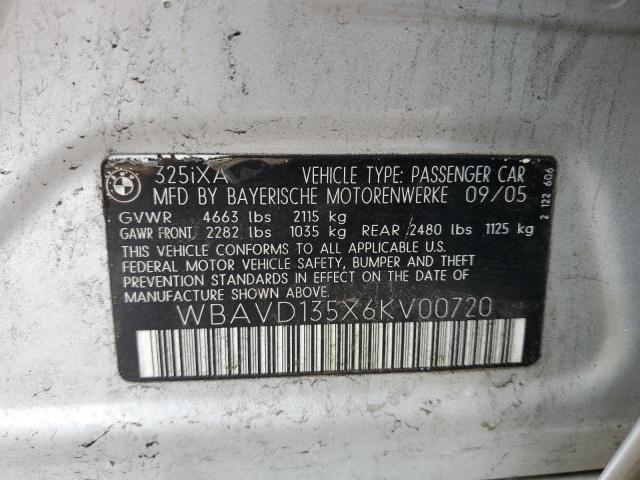 325iXA VEHICLE TYPE: PASSENGER CAR
MFD BY BAYERISCHE MOTORENWERKE 09/05
GVWR 4663 lbs 2115 kg
GAWR FRONT: 2282 lbs 1035 kg REAR :2480 lbs 1125 kg
THIS VEHICLE CONFORMS TO ALL APPLICABLE U.S.
FEDERAL MOTOR VEHICLE SAFETY, BUMPER AND THEFT
PREVENTION STANDARDS IN EFFECT ON THE DATE OF
MANUFACTURE SHOWN ABOVE.
WBAVD135X6KV00720
2 122 606